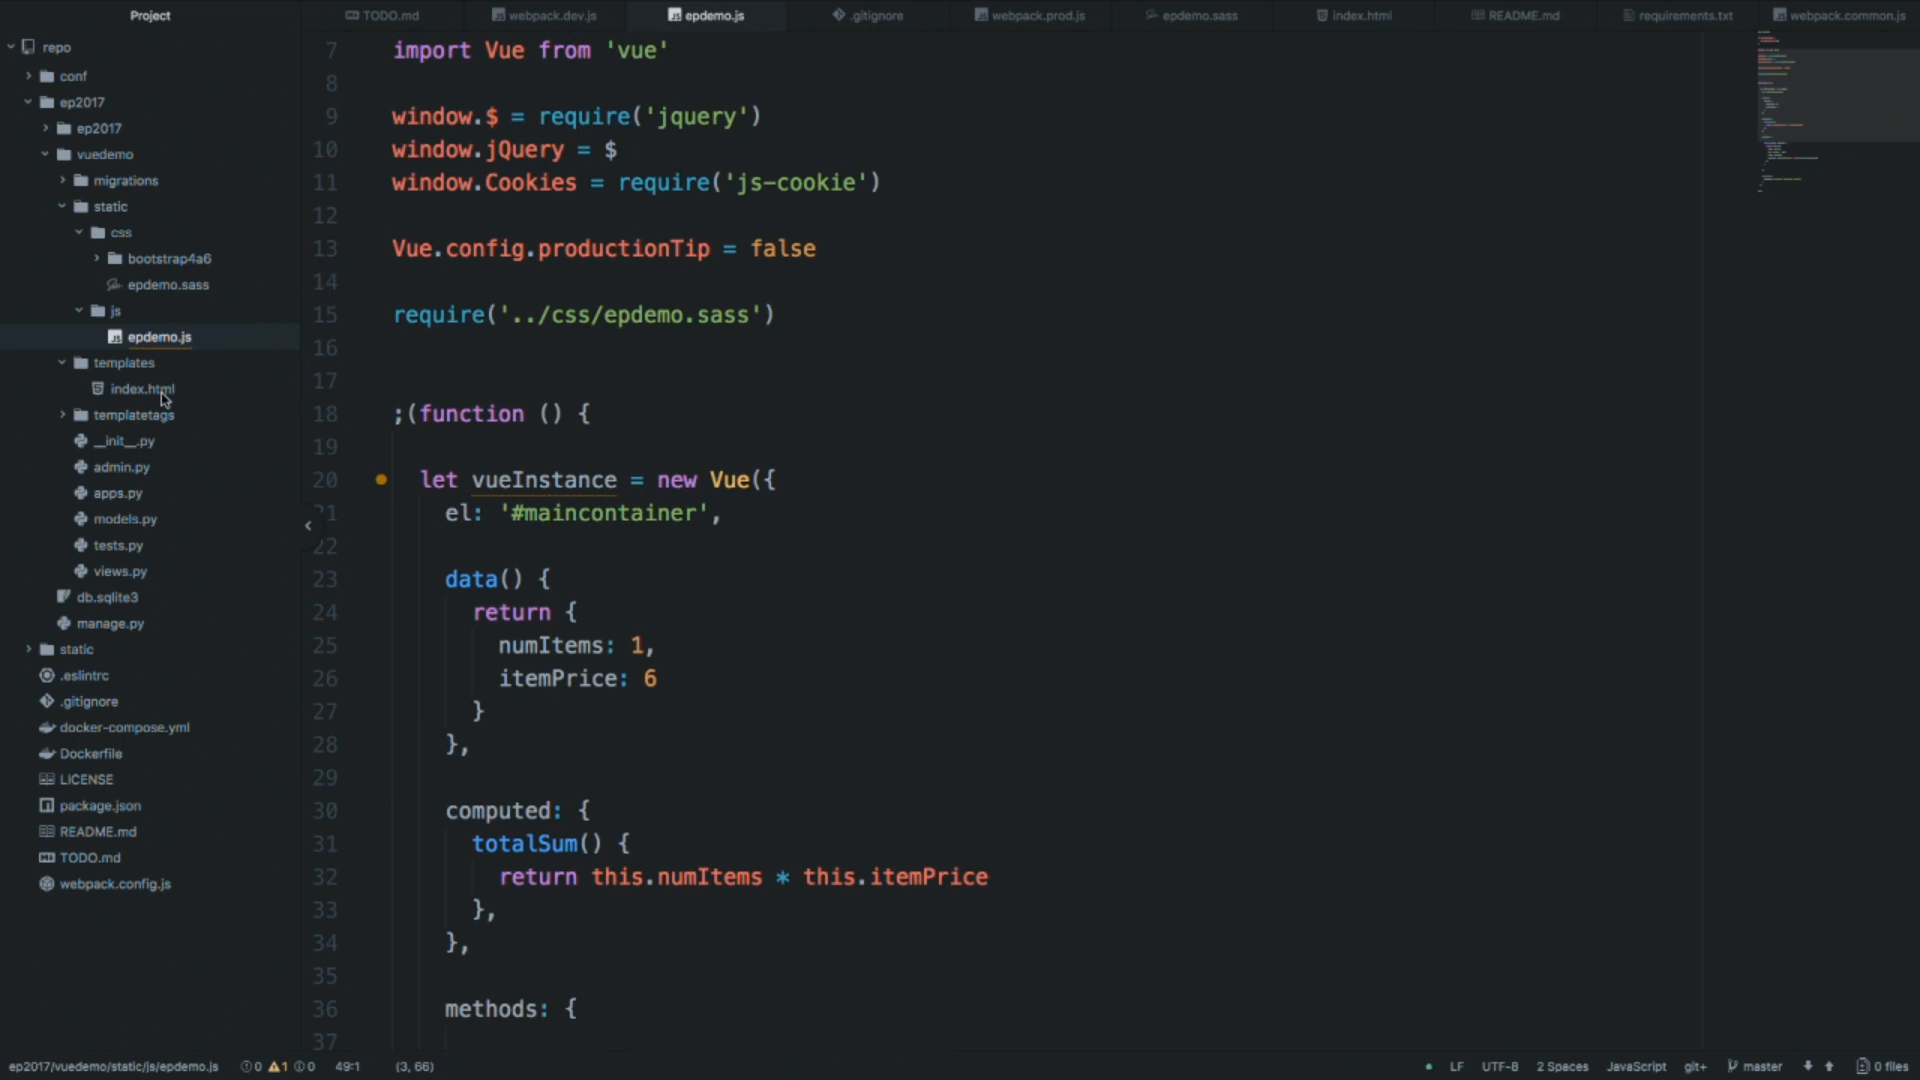 Project
TODO.md
webpack.dev.js
epdemo.js
.gitignore
webpack.prod.js
epdemo.sass
index.html
README.md
requirements.txt
webpack.common.js
repo
conf
ep2017
ep2017
vuedemo
migrations
static
css
bootstrap4a6
epdemo.sass
js
epdemo.js
templates
index.html
templatetags
__init__.py
admin.py
apps.py
models.py
tests.py
views.py
db.sqlite3
manage.py
static
.eslintrc
.gitignore
docker-compose.yml
Dockerfile
LICENSE
package.json
README.md
TODO.md
webpack.config.js
7 import Vue from 'vue'
8
9 window.$ = require('jquery')
10 window.jQuery = $
11 window.Cookies = require('js-cookie')
12
13 Vue.config.productionTip = false
14
15 require('../css/epdemo.sass')
16
17
18 ;(function () {
19
20 let vueInstance = new Vue({
21 el: '#maincontainer',
22
23 data() {
24 return {
25 numItems: 1,
26 itemPrice: 6
27 }
28 },
29
30 computed: {
31 totalSum() {
32 return this.numItems * this.itemPrice
33 },
34 },
35
36 methods: {
37
ep2017/vuedemo/static/js/epdemo.js 0 1 0 49:1 (3, 66) LF UTF-8 2 Spaces JavaScript git+ master 0 files